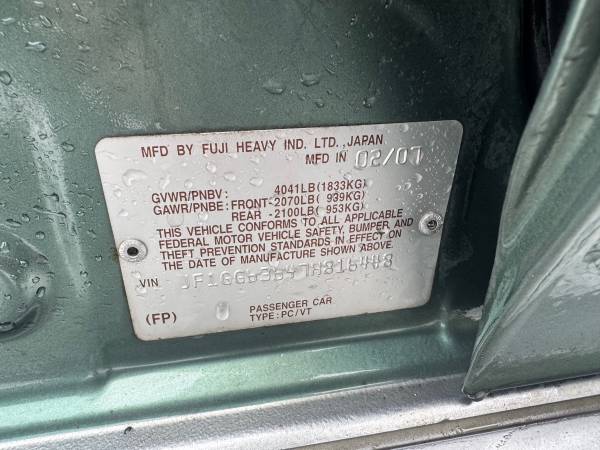 MFD BY FUJI HEAVY IND. LTD., JAPAN
MFD IN 02/07
GVWR/PNBV: 4041LB(1833KG)
GAWR/PNBE: FRONT-2070LB( 939KG)
REAR -2100LB( 953KG)
THIS VEHICLE CONFORMS TO ALL APPLICABLE
FEDERAL MOTOR VEHICLE SAFETY, BUMPER, AND
THEFT PREVENTION STANDARDS IN EFFECT ON
THE DATE OF MANUFACTURE SHOWN ABOVE.
VIN
(FP)
PASSENGER CAR
TYPE: PC/VT